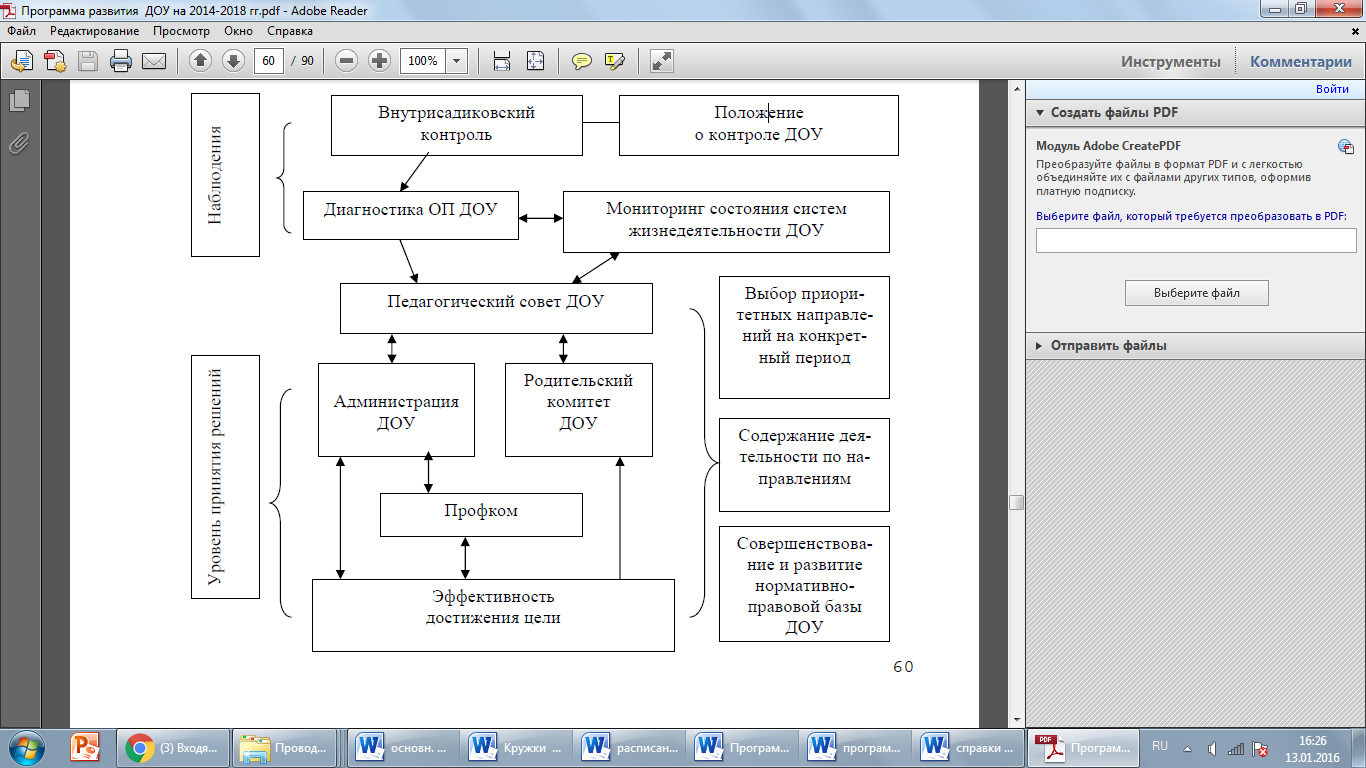 Программа развития  ДОУ на 2014-2018 гг.pdf - Adobe Reader
Файл Редактирование Просмотр Окно Справка
60 / 90 100% Инструменты Комментарии
Войти
Создать файлы PDF
Модуль Adobe CreatePDF
Преобразуйте файлы в формат PDF и с легкостью
объединяйте их с файлами других типов, оформив
платную подписку.
Выберите файл, который требуется преобразовать в PDF:
Выберите файл
Отправить файлы
Наблюдения
Внутрисадиковский
контроль
Положение
о контроле ДОУ
Диагностика ОП ДОУ
Мониторинг состояния систем
жизнедеятельности ДОУ
Педагогический совет ДОУ
Уровень принятия решений
Администрация
ДОУ
Родительский
комитет
ДОУ
Профком
Эффективность
достижения цели
Выбор приори-
тетных направле-
ний на конкрет-
ный период
Содержание дея-
тельности по на-
правлениям
Совершенствова-
ние и развитие
нормативно-
правовой базы
ДОУ
60
(3) Входя... Провод... основн. ... Кружки ... расписан... Програм... програм... справки ... Програм... RU 16:26
13.01.2016